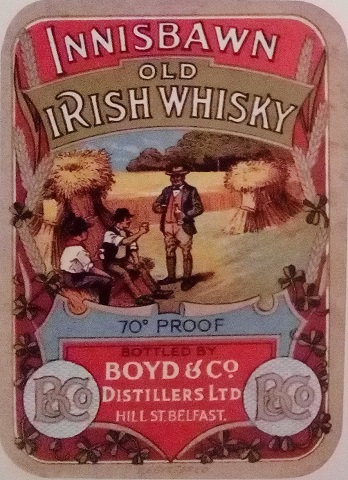 INNISBAWN
OLD
IRISH WHISKY
70° PROOF
BOTTLED BY
BOYD & Co.
DISTILLERS LTD
HILL ST. BELFAST.
B&Co
B&Co